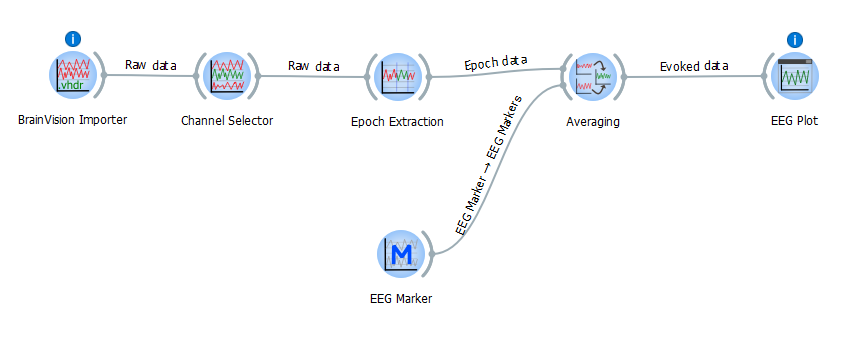 i
i
Raw data
Raw data
Epoch data
Evoked data
.vhdr
BrainVision Importer
Channel Selector
Epoch Extraction
Averaging
EEG Plot
EEG Marker → EEG Markers
M
EEG Marker